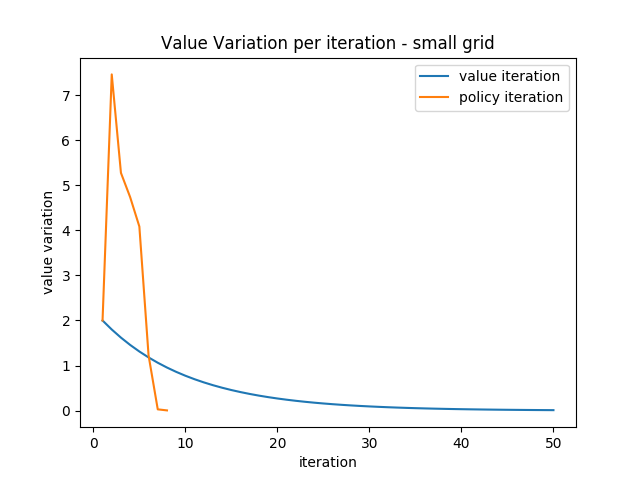 Value Variation per iteration - small grid
value iteration
policy iteration
value variation
7
6
5
4
3
2
1
0
0 10 20 30 40 50
iteration